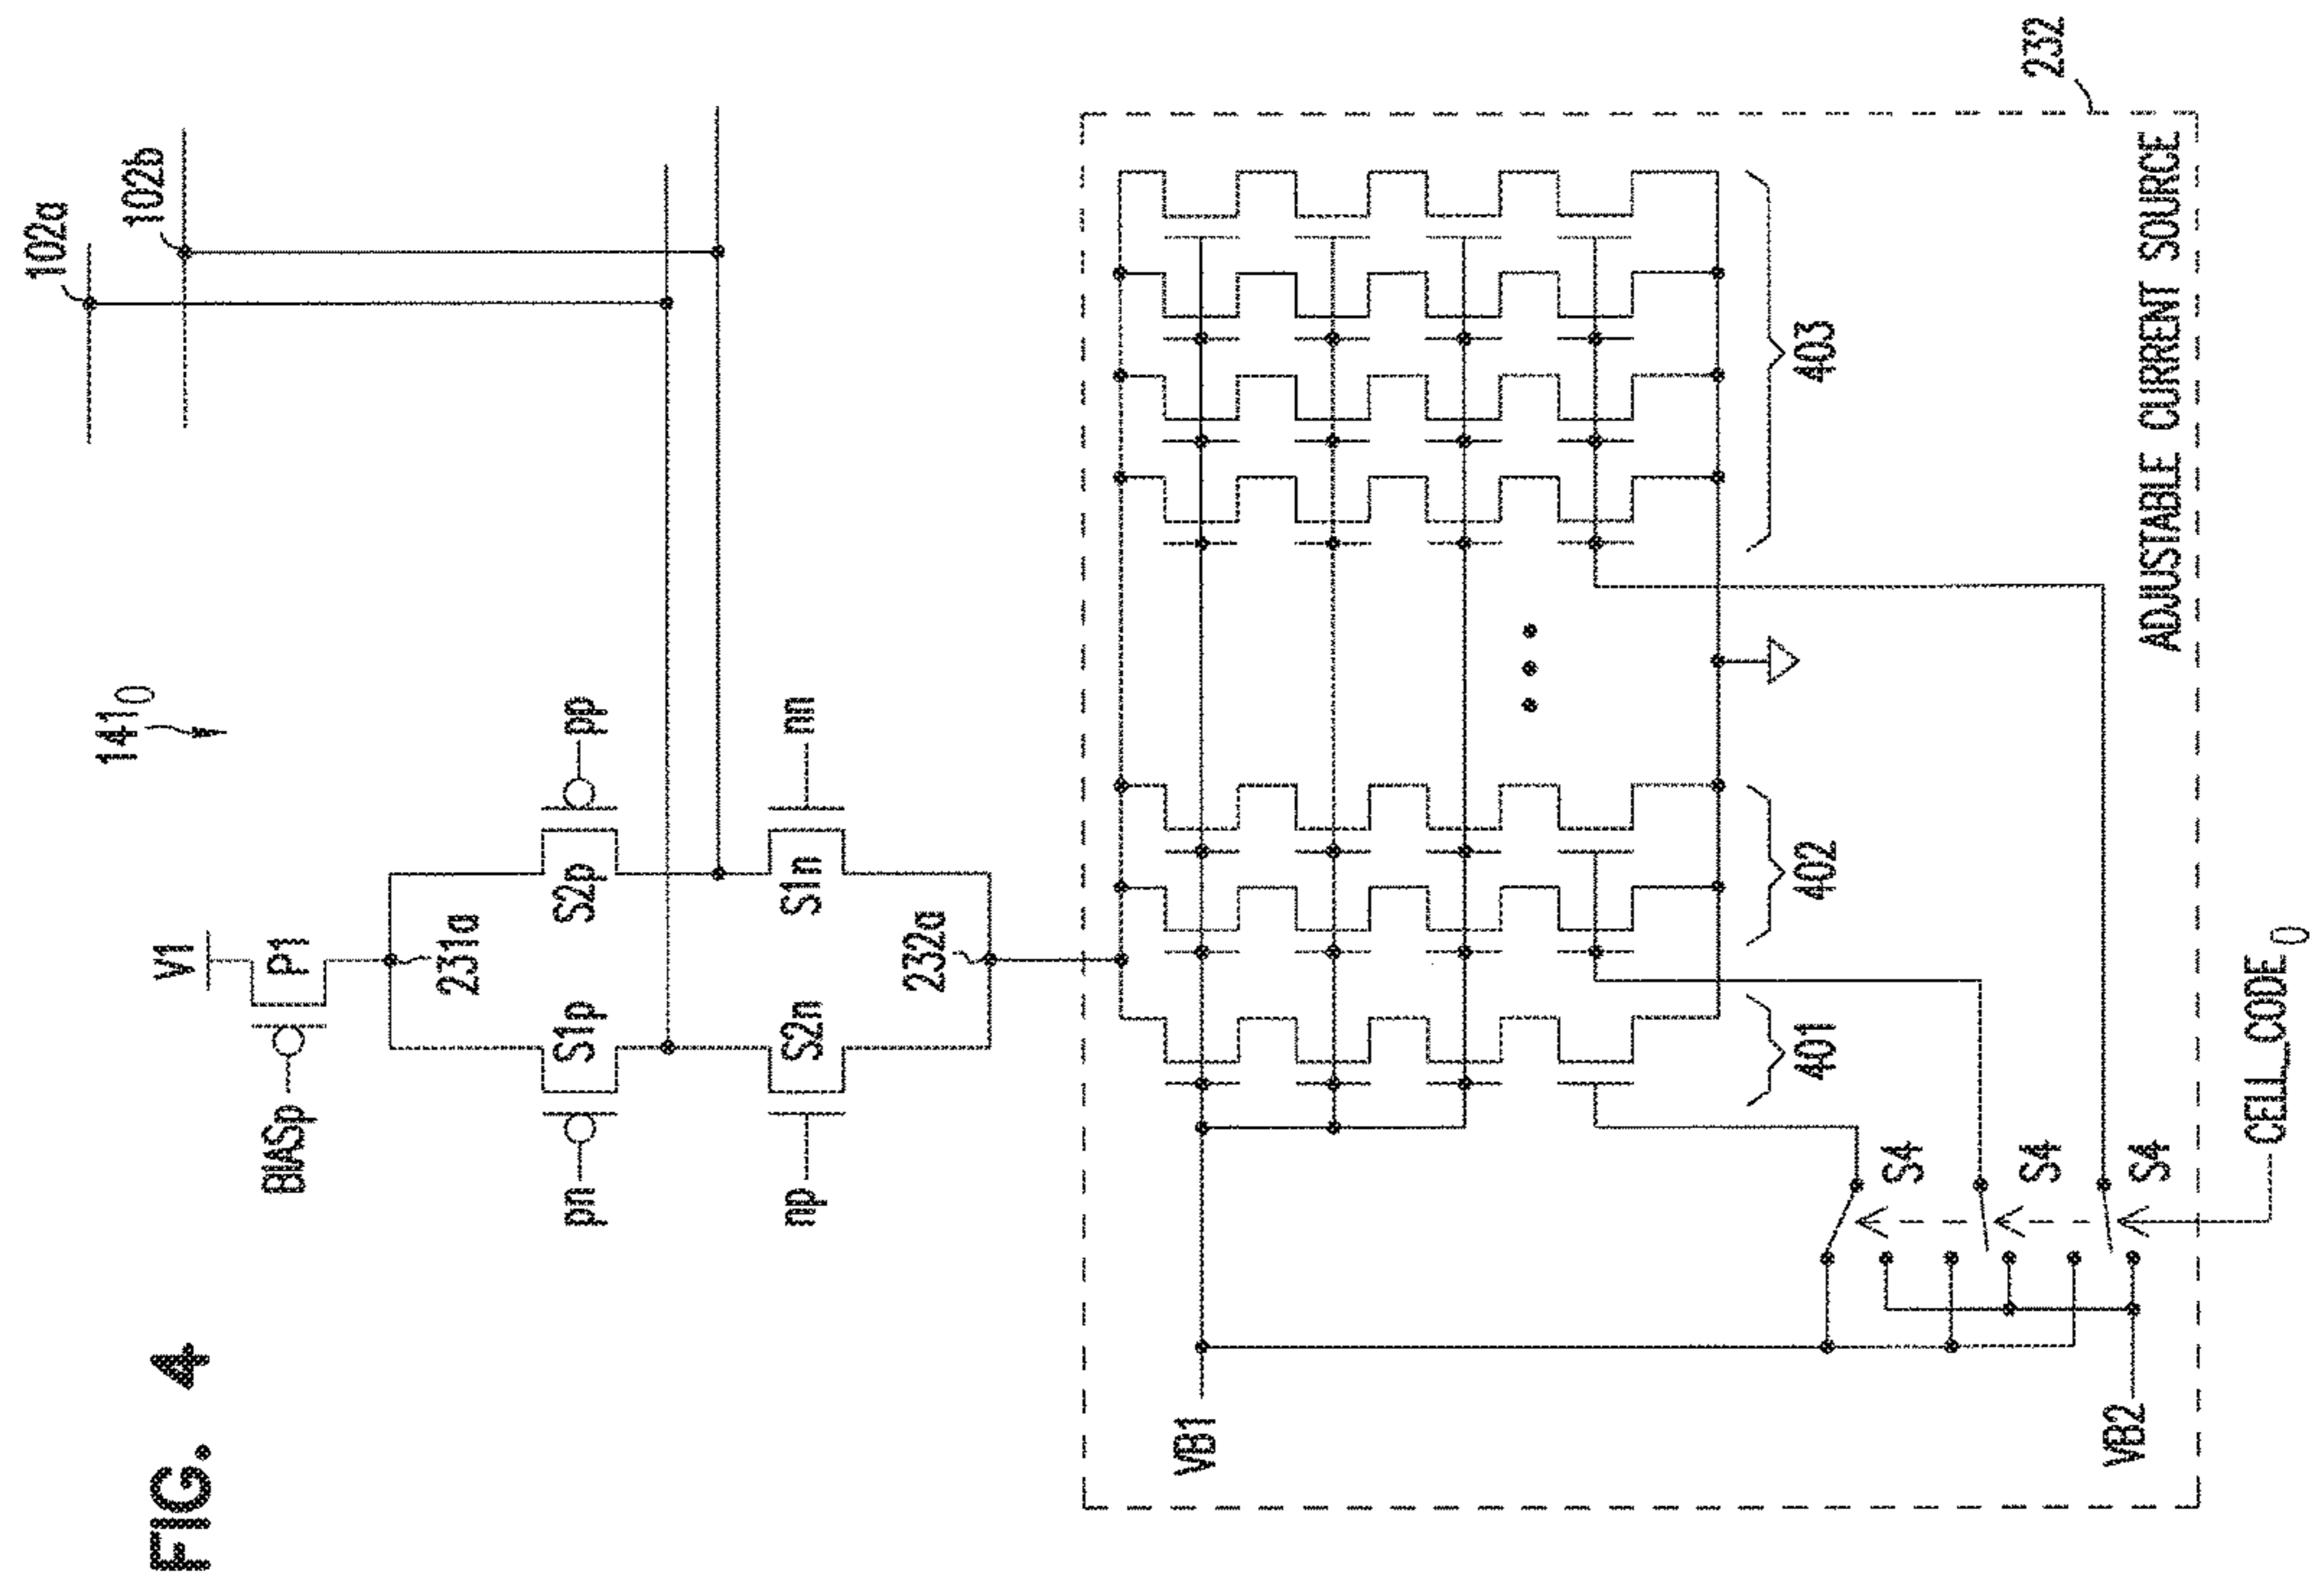 FIG. 4
141₀
102a
102b
V1
BIASp
P1
231a
pn
S1p
S2p
pp
np
S2n
S1n
nn
232a
VB1
VB2
S4
S4
S4
401
402
403
ADJUSTABLE CURRENT SOURCE
232
CELL_CODE₀